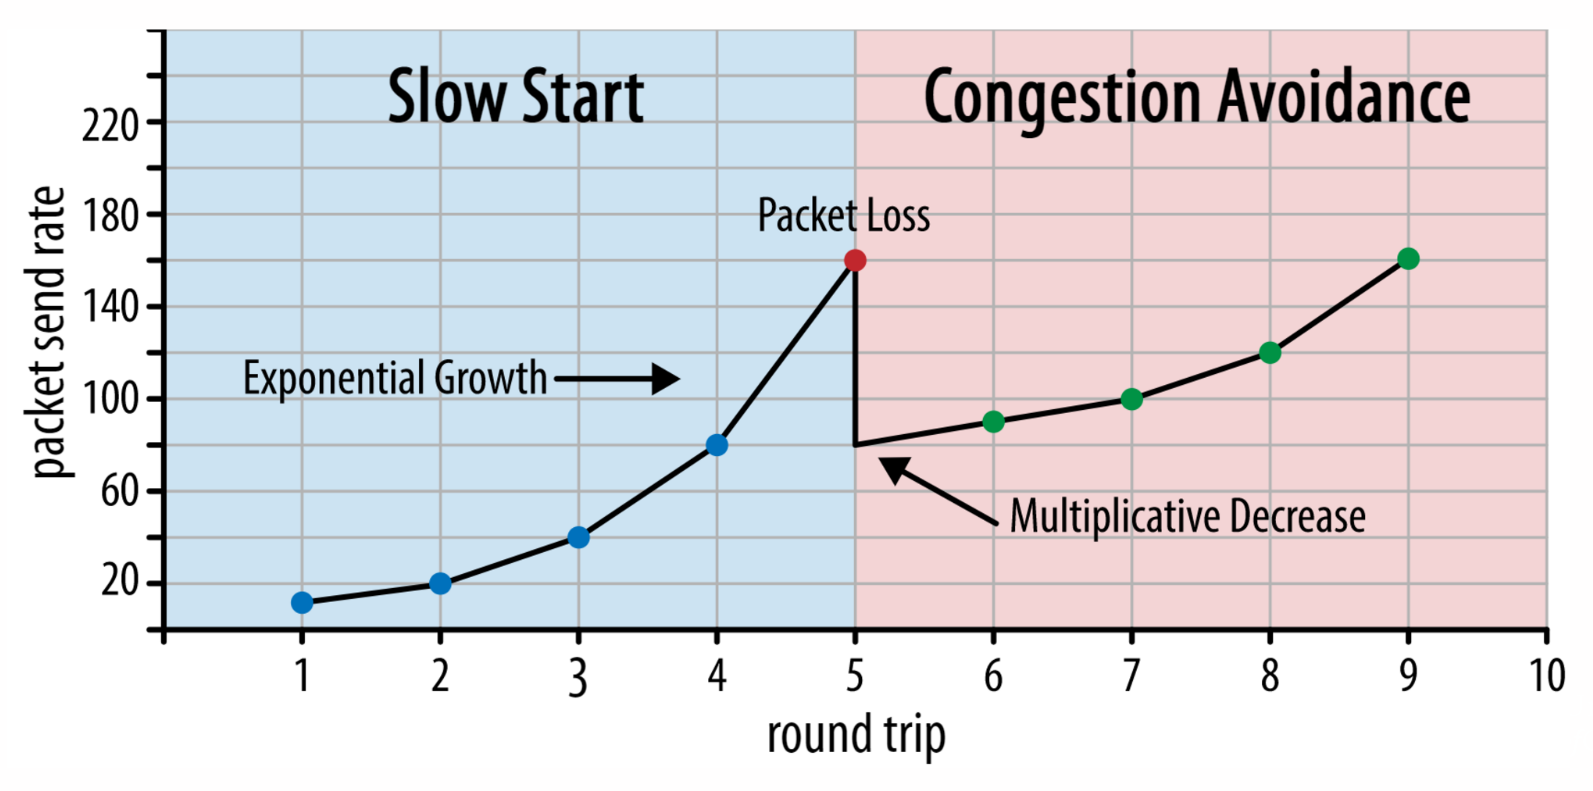 Slow Start
Congestion Avoidance
packet send rate
220
180
140
100
60
20
Packet Loss
Exponential Growth
Multiplicative Decrease
1 2 3 4 5 6 7 8 9 10
round trip